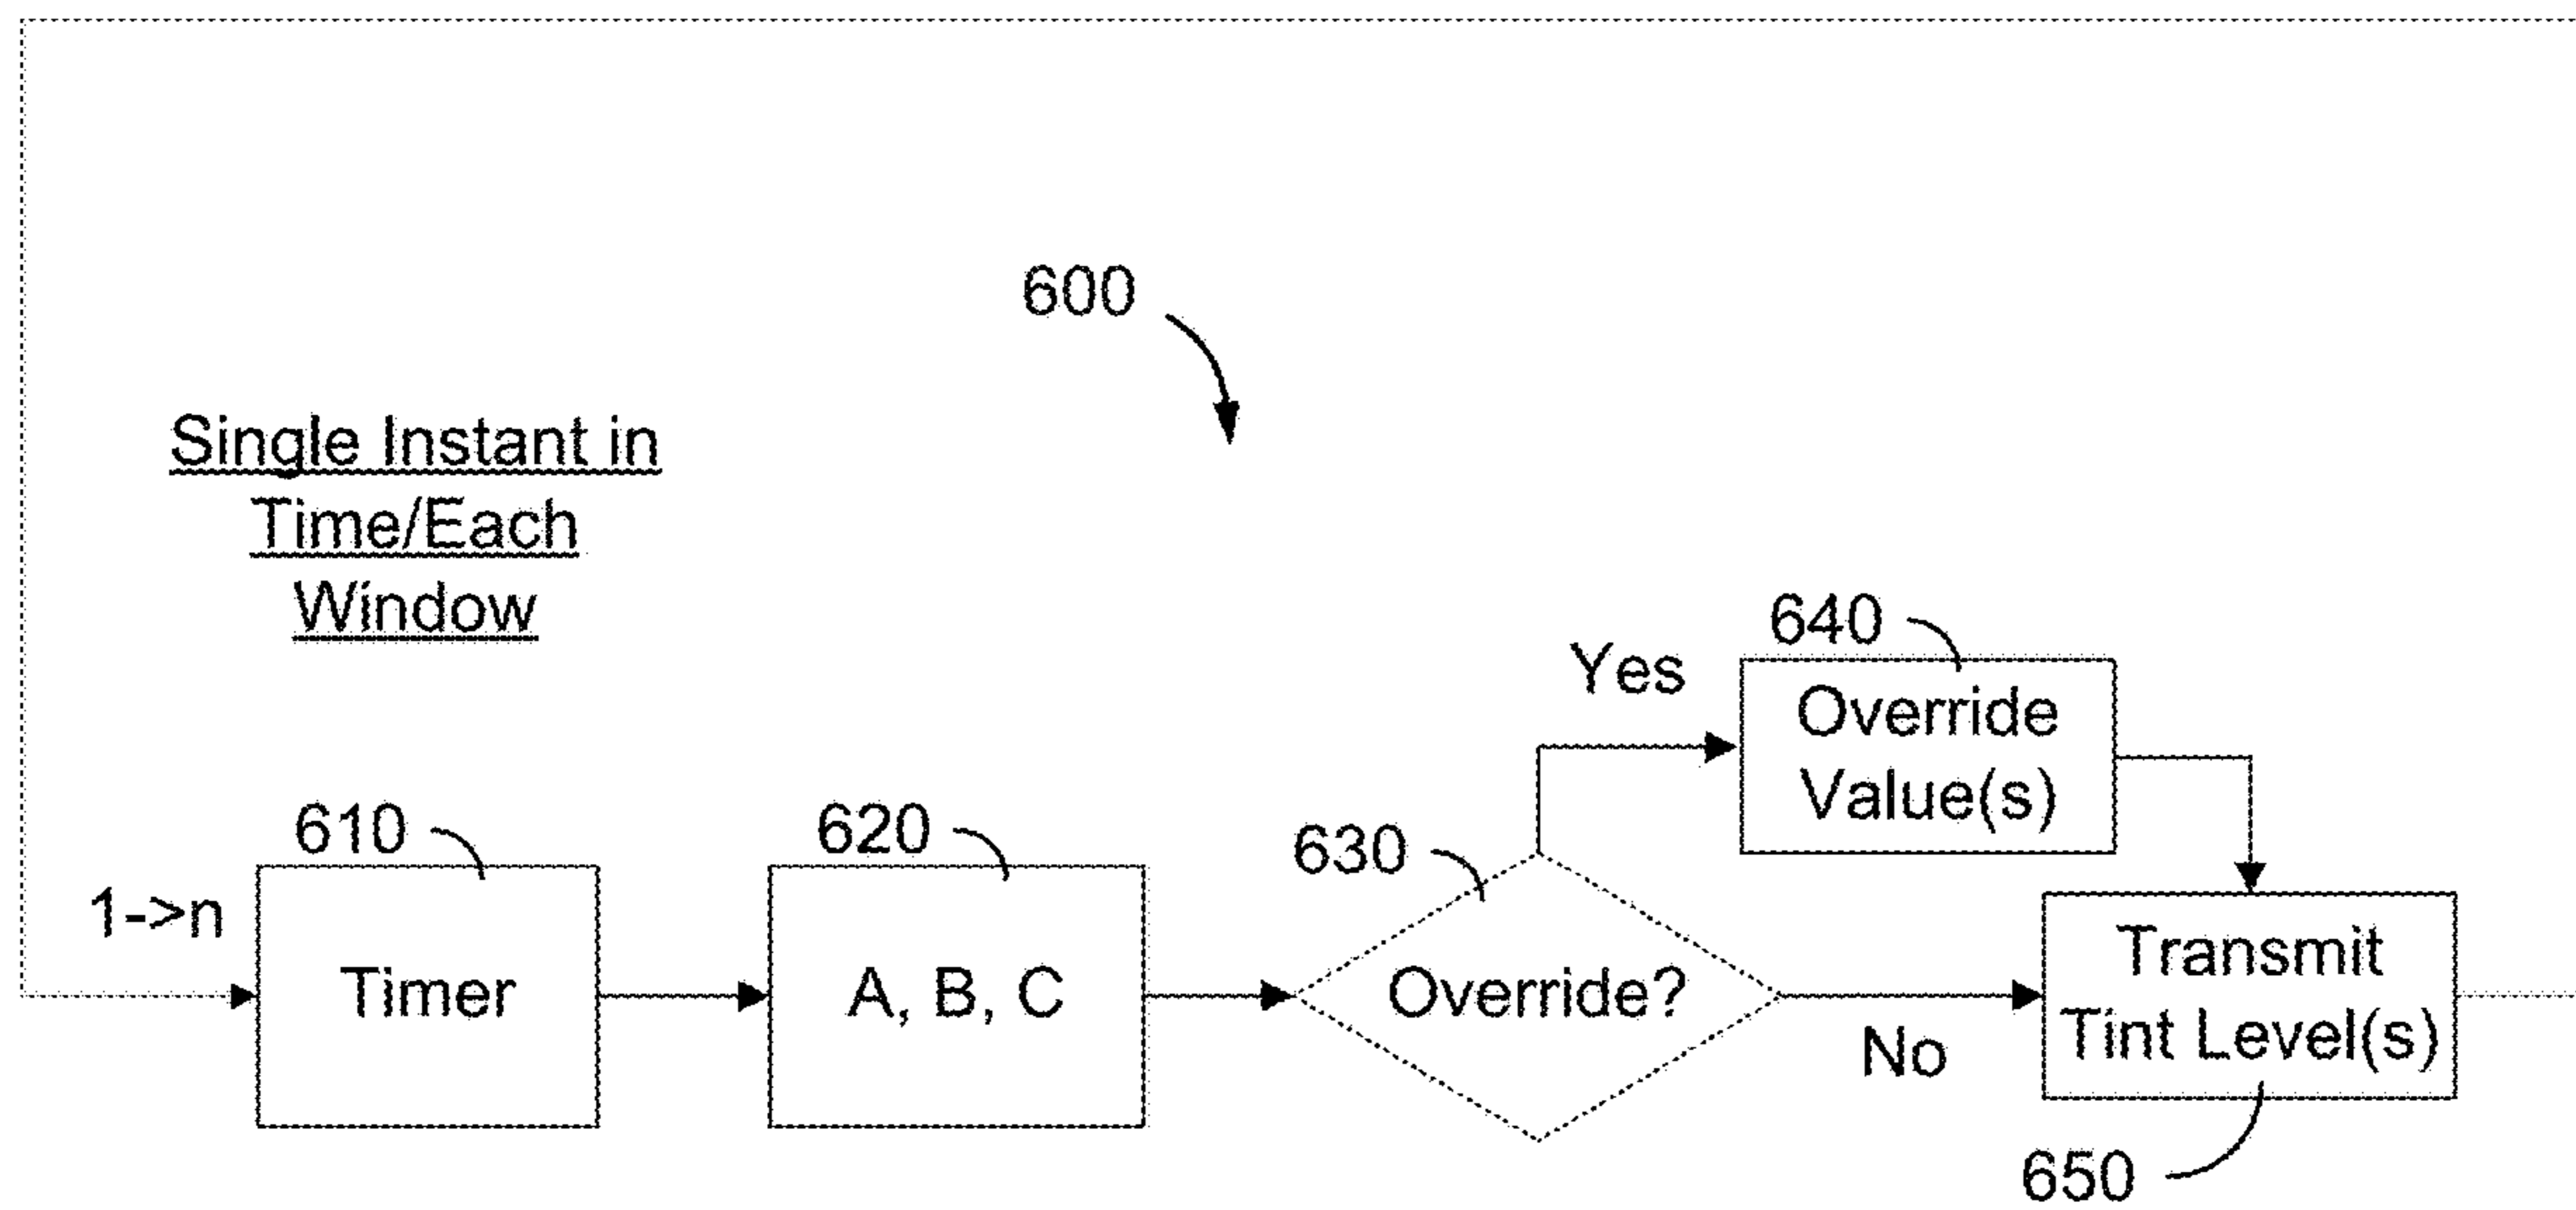 600
Single Instant in
Time/Each
Window
640
Yes
Override
Value(s)
610
620
630
1->n
Timer
A, B, C
Override?
No
Transmit
Tint Level(s)
650